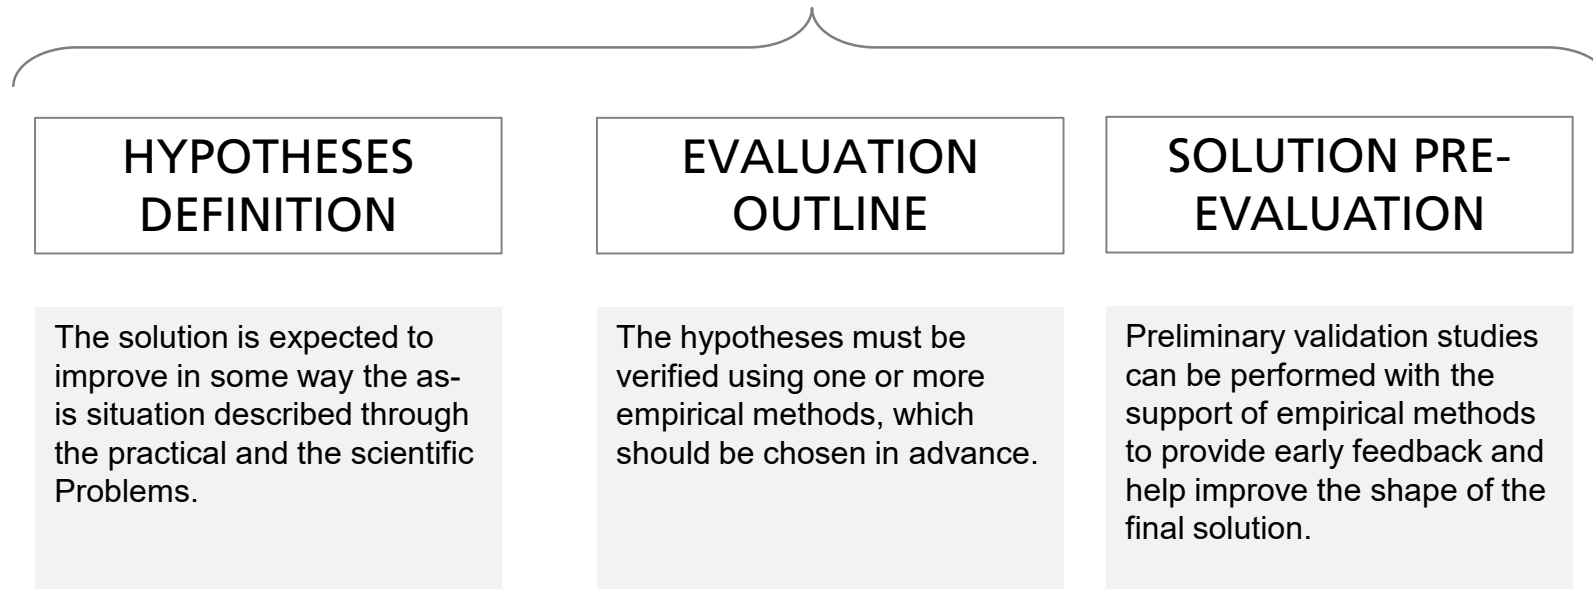 HYPOTHESES
DEFINITION
The solution is expected to
improve in some way the as-
is situation described through
the practical and the scientific
Problems.
EVALUATION
OUTLINE
The hypotheses must be
verified using one or more
empirical methods, which
should be chosen in advance.
SOLUTION PRE-
EVALUATION
Preliminary validation studies
can be performed with the
support of empirical methods
to provide early feedback and
help improve the shape of the
final solution.